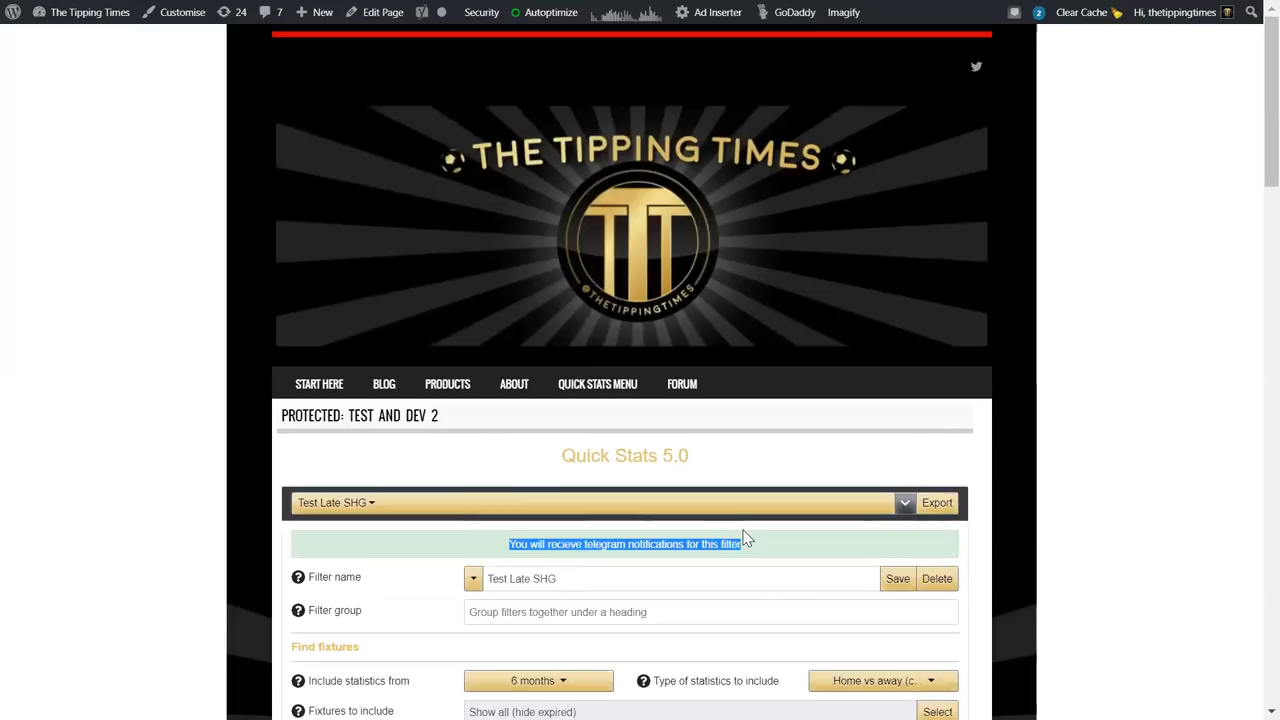 The Tipping Times Customise 24 7 New Edit Page Security Autoptimize Ad Inserter GoDaddy Imagify 2 Clear Cache Hi, thetippingtimes
THE TIPPING TIMES
TTT
@THETIPPINGTIMES
START HERE BLOG PRODUCTS ABOUT QUICK STATS MENU FORUM
PROTECTED: TEST AND DEV 2
Quick Stats 5.0
Test Late SHG Export
You will recieve telegram notifications for this filter
Filter name Test Late SHG Save Delete
Filter group Group filters together under a heading
Find fixtures
Include statistics from 6 months Type of statistics to include Home vs away (c..
Fixtures to include Show all (hide expired) Select